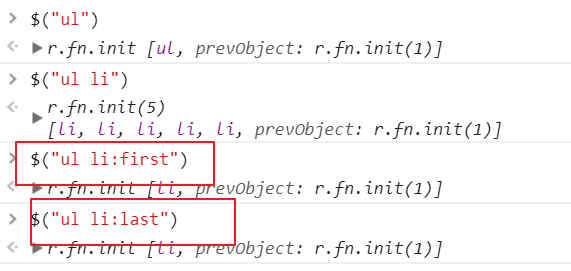 > $("ul")
<· ▶r.fn.init [ul, prevObject: r.fn.init(1)]
> $("ul li")
<· r.fn.init(5)
▶[li, li, li, li, li, prevObject: r.fn.init(1)]
> $("ul li:first")
<· ▶r.fn.init [li, prevObject: r.fn.init(1)]
> $("ul li:last")
<· ▶r.fn.init [li, prevObject: r.fn.init(1)]